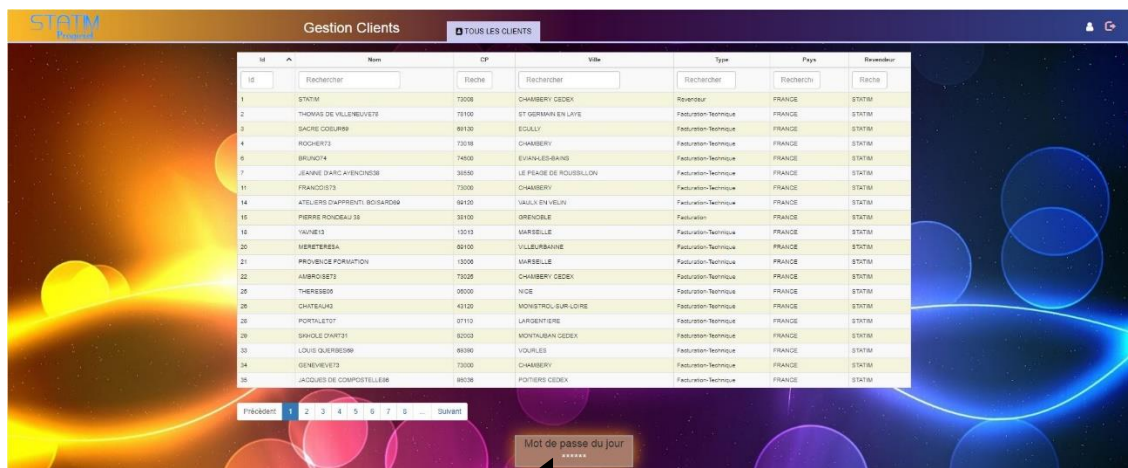 STATIM
Prosposal
Gestion Clients
TOUS LES CLIENTS
Id Nom CP Ville Type Pays Revendeur
Id Rechercher Reche Rechercher Rechercher Recherch Reche
1 STATIM 73008 CHAMBERY CEDEX Revendeur FRANCE STATIM
2 THOMAS DE VILLENEUVE78 78100 ST GERMAIN EN LAYE Facturation-Technique FRANCE STATIM
3 SACRE COEUR69 69130 ECULLY Facturation-Technique FRANCE STATIM
4 ROCHER73 73018 CHAMBERY Facturation-Technique FRANCE STATIM
6 BRUNO74 74500 EVIAN-LES-BAINS Facturation-Technique FRANCE STATIM
7 JEANNE D'ARC AYENCINS38 38550 LE PEAGE DE ROUSSILLON Facturation-Technique FRANCE STATIM
11 FRANCOIS73 73000 CHAMBERY Facturation-Technique FRANCE STATIM
14 ATELIERS D'APPRENTI. BOISARD69 69120 VAULX EN VELIN Facturation-Technique FRANCE STATIM
15 PIERRE RONDEAU 38 38100 GRENOBLE Facturation FRANCE STATIM
18 YAVNE13 13013 MARSEILLE Facturation-Technique FRANCE STATIM
20 MERETERESA 69100 VILLEURBANNE Facturation-Technique FRANCE STATIM
21 PROVENCE FORMATION 13006 MARSEILLE Facturation-Technique FRANCE STATIM
22 AMBROISE73 73025 CHAMBERY CEDEX Facturation-Technique FRANCE STATIM
25 THERESE06 06000 NICE Facturation-Technique FRANCE STATIM
26 CHATEAU43 43120 MONISTROL-SUR-LOIRE Facturation-Technique FRANCE STATIM
28 PORTALET07 07110 LARGENTIERE Facturation-Technique FRANCE STATIM
29 SKHOLE D'ART31 82003 MONTAUBAN CEDEX Facturation-Technique FRANCE STATIM
33 LOUIS QUERBES69 69390 VOURLES Facturation-Technique FRANCE STATIM
34 GENEVIEVE73 73000 CHAMBERY Facturation-Technique FRANCE STATIM
35 JACQUES DE COMPOSTELLE86 86036 POITIERS CEDEX Facturation-Technique FRANCE STATIM
Précédent 1 2 3 4 5 6 7 8 ... Suivant
Mot de passe du jour
******